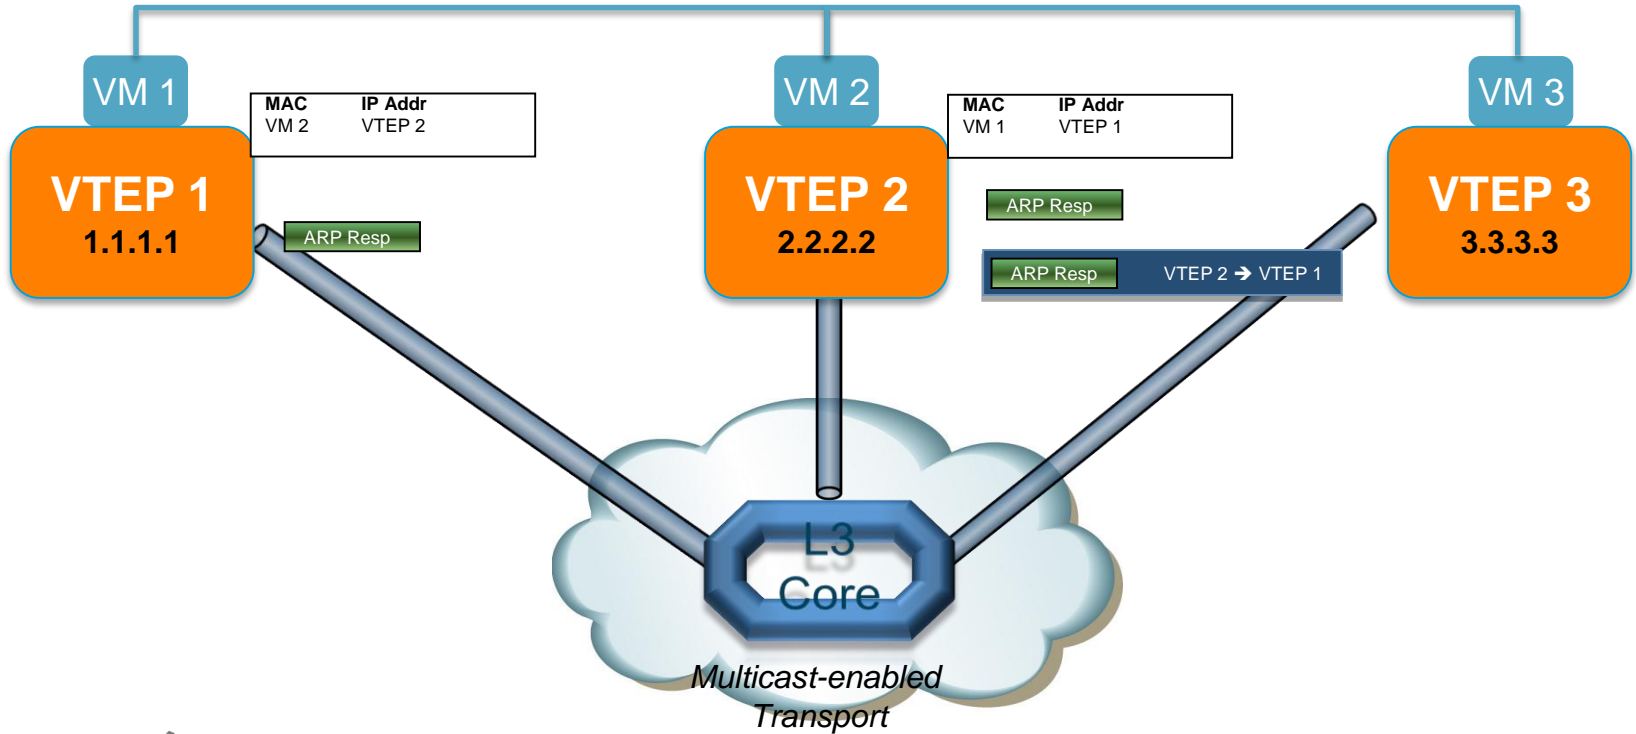 VM 1
VM 2
VM 3
MAC IP Addr
VM 2 VTEP 2
MAC IP Addr
VM 1 VTEP 1
VTEP 1
1.1.1.1
VTEP 2
2.2.2.2
VTEP 3
3.3.3.3
ARP Resp
ARP Resp
ARP Resp VTEP 2 ➔ VTEP 1
L3
Core
Multicast-enabled
Transport